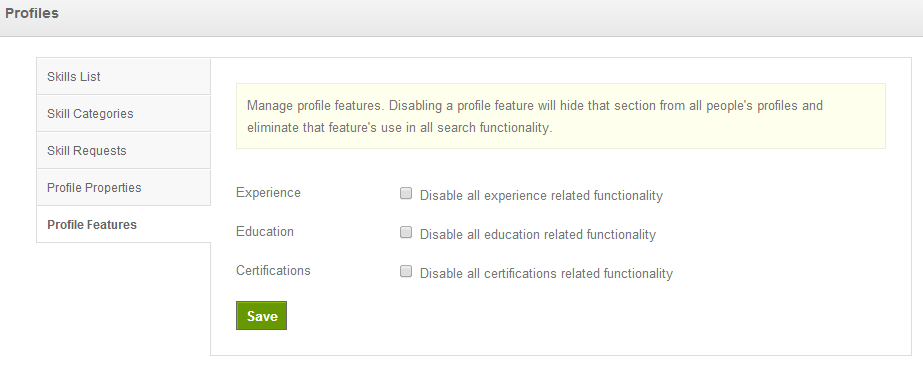 Profiles
Skills List
Skill Categories
Skill Requests
Profile Properties
Profile Features
Manage profile features. Disabling a profile feature will hide that section from all people's profiles and
eliminate that feature's use in all search functionality.
Experience Disable all experience related functionality
Education Disable all education related functionality
Certifications Disable all certifications related functionality
Save